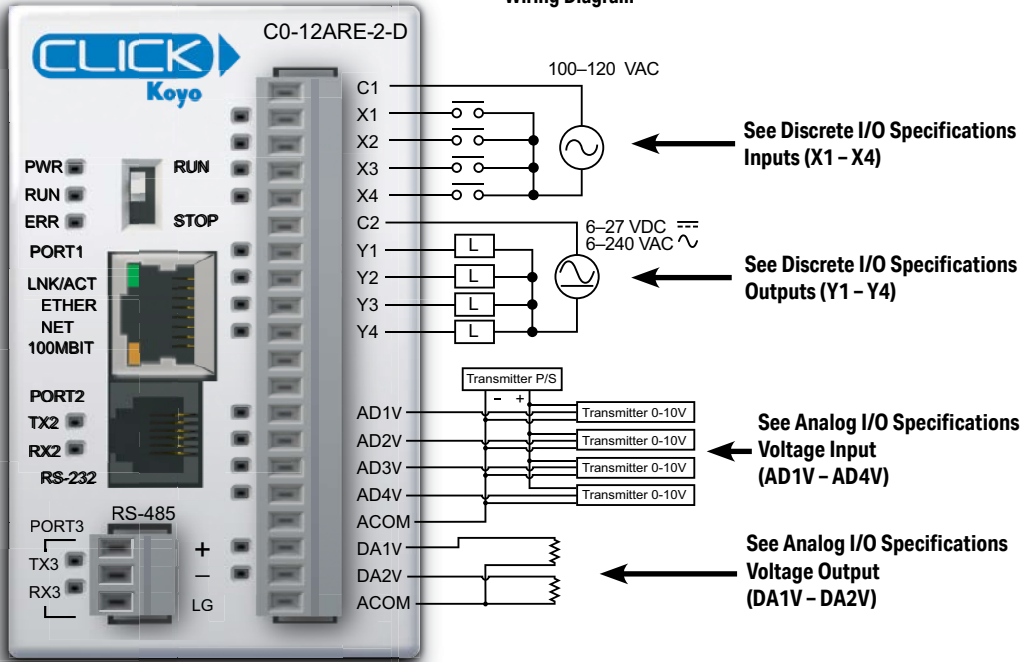 Wiring Diagram
CLICK
Koyo
C0-12ARE-2-D
PWR
RUN
ERR
RUN
STOP
PORT1
LNK/ACT
ETHER
NET
100MBIT
PORT2
TX2
RX2
RS-232
PORT3
RS-485
TX3
RX3
+
–
LG
C1
X1
X2
X3
X4
C2
Y1
Y2
Y3
Y4
AD1V
AD2V
AD3V
AD4V
ACOM
DA1V
DA2V
ACOM
100–120 VAC
See Discrete I/O Specifications
Inputs (X1 – X4)
6–27 VDC
6–240 VAC
L
L
L
L
See Discrete I/O Specifications
Outputs (Y1 – Y4)
Transmitter P/S
– +
Transmitter 0-10V
Transmitter 0-10V
Transmitter 0-10V
Transmitter 0-10V
See Analog I/O Specifications
Voltage Input
(AD1V – AD4V)
See Analog I/O Specifications
Voltage Output
(DA1V – DA2V)